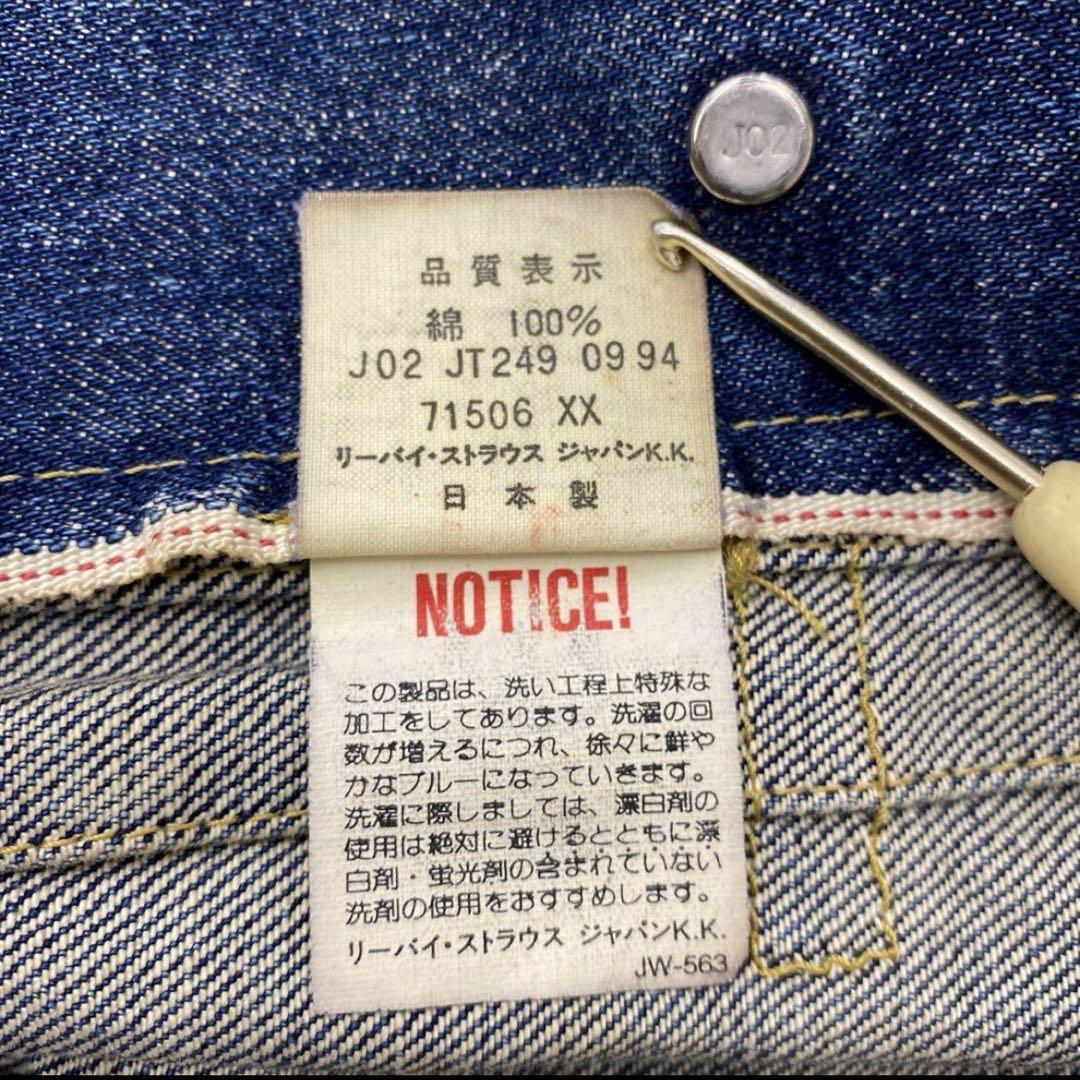 J02
品質表示
綿 100%
J02 JT249 09 94
71506 XX
リーバイ・ストラウス ジャパンK.K.
日本製
NOTICE!
この製品は、洗い工程上特殊な
加工をしてあります。洗濯の回
数が増えるにつれ、徐々に鮮や
かなブルーになっていきます。
洗濯に際しましては、漂白剤の
使用は絶対に避けるとともに漂
白剤・蛍光剤の含まれていない
洗剤の使用をおすすめします。
リーバイ・ストラウス ジャパンK.K.
JW-563